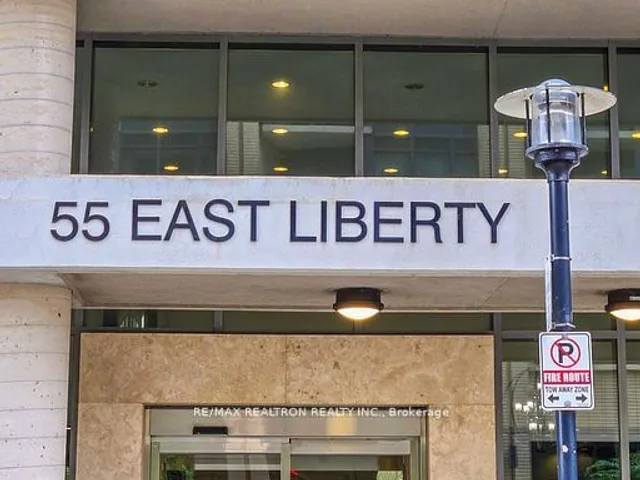 55 EAST LIBERTY
P
FIRE ROUTE
TOW AWAY ZONE
RE/MAX REALTRON REALTY INC., Brokerage